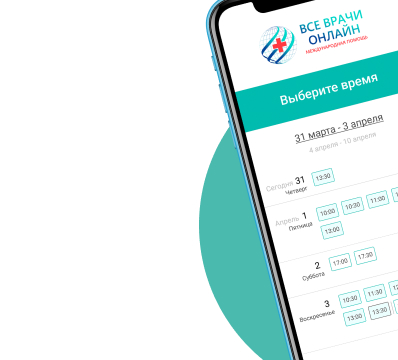 ВСЕ ВРАЧИ
ОНЛАЙН
МЕЖДУНАРОДНАЯ ПОМОЩЬ
Выберите время
31 марта - 3 апреля
4 апреля - 10 апреля
Сегодня 31 13:30
Четверг
Апрель 1 10:00 10:30 11:00
Пятница 13:00
2 17:00 17:30
Суббота
3 10:30 11:30
Воскресенье 13:00 13:30